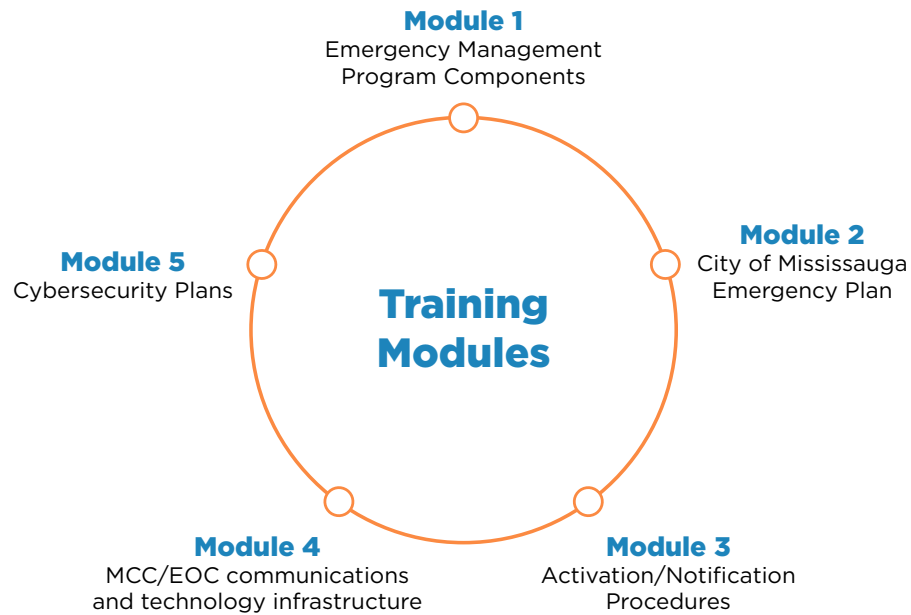 Module 1
Emergency Management
Program Components
Module 2
City of Mississauga
Emergency Plan
Module 5
Cybersecurity Plans
Training
Modules
Module 4
MCC/EOC communications
and technology infrastructure
Module 3
Activation/Notification
Procedures